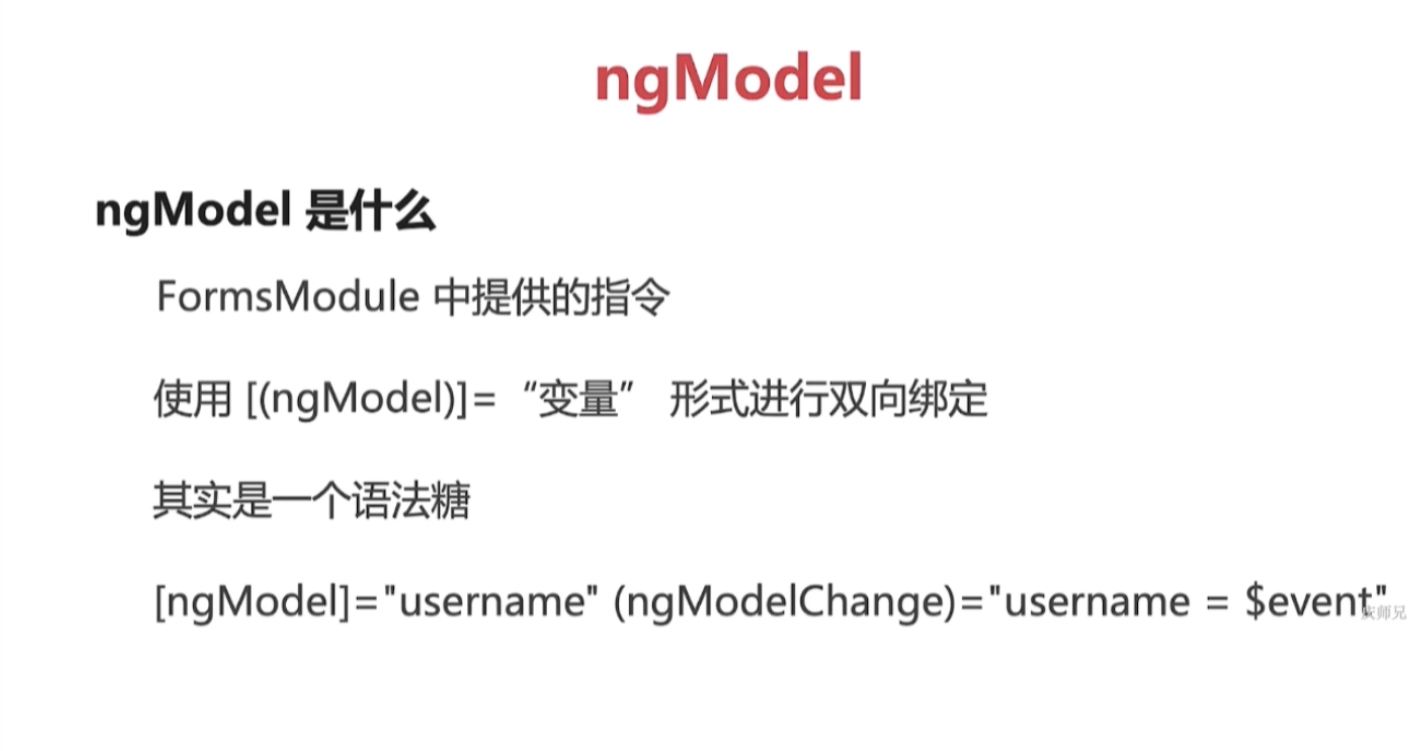 ngModel
ngModel 是什么
FormsModule 中提供的指令
使用 [(ngModel)]= “变量” 形式进行双向绑定
其实是一个语法糖
[ngModel]="username" (ngModelChange)="username = $event"
师兄